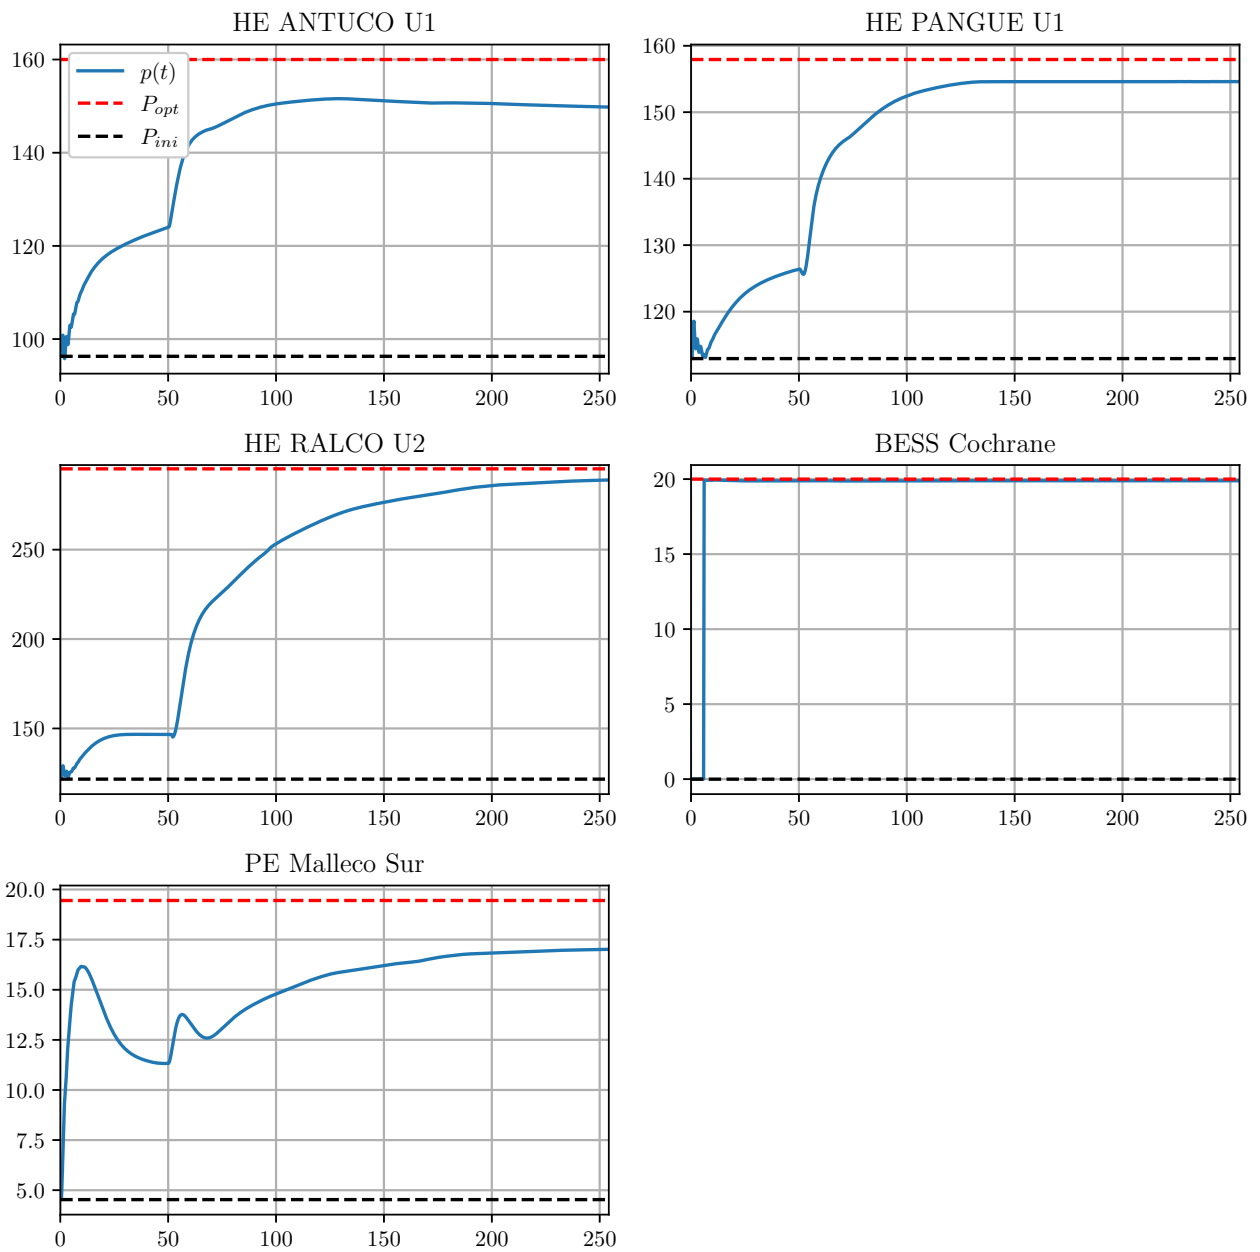 HE ANTUCO U1
160
140
120
100
p(t)
P_opt
P_ini
0 50 100 150 200 250
HE PANGUE U1
160
150
140
130
120
0 50 100 150 200 250
HE RALCO U2
250
200
150
0 50 100 150 200 250
BESS Cochrane
20
15
10
5
0
0 50 100 150 200 250
PE Malleco Sur
20.0
17.5
15.0
12.5
10.0
7.5
5.0
0 50 100 150 200 250